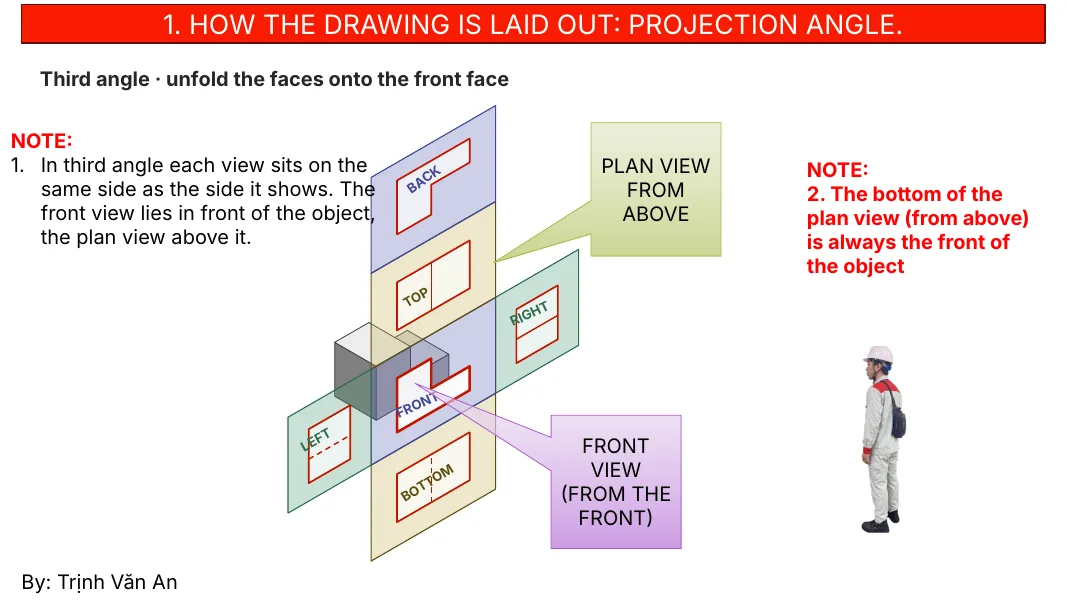 1. HOW THE DRAWING IS LAID OUT: PROJECTION ANGLE.
Third angle · unfold the faces onto the front face
NOTE:
1. In third angle each view sits on the
same side as the side it shows. The
front view lies in front of the object,
the plan view above it.
BACK
TOP
RIGHT
FRONT
LEFT
BOTTOM
PLAN VIEW
FROM
ABOVE
FRONT
VIEW
(FROM THE
FRONT)
NOTE:
2. The bottom of the
plan view (from above)
is always the front of
the object
By: Trịnh Văn An